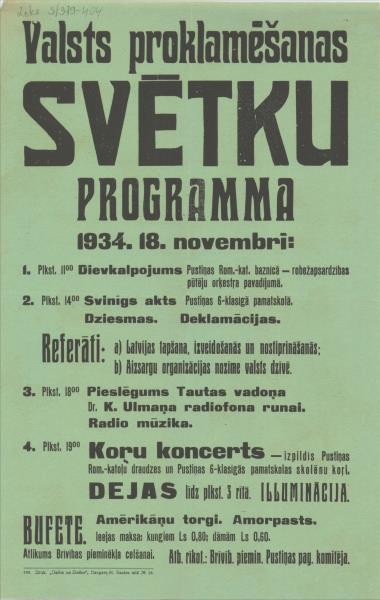 Valsts proklamēšanas
SVĒTKU
PROGRAMMA
1934. 18. novembrī:
1. Plkst. 11⁰⁰ Dievkalpojums Pustiņas Rom.-kat. baznīcā — robežapsardzības
pūtēju orķestra pavadījumā.
2. Plkst. 14⁰⁰ Svinīgs akts Pustiņas 6-klasīgā pamatskolā.
Dziesmas. Deklamācijas.
Referāti: a) Latvijas tapšana, izveidošanās un nostiprināšanās;
b) Aizsargu organizācijas nozīme valsts dzīvē.
3. Plkst. 18⁰⁰ Pieslēgums Tautas vadoņa
Dr. K. Ulmaņa radiofona runai.
Radio mūzika.
4. Plkst. 19⁰⁰ Koŗu koncerts — izpildīs Pustiņas
Rom.-katoļu draudzes un Pustiņas 6-klasīgās pamatskolas skolēnu koŗi.
DEJAS līdz plkst. 3 rītā. ILLUMINĀCIJA.
BUFETE. Amērikāņu torgi. Amorpasts.
Ieejas maksa: kungiem Ls 0,80; dāmām Ls 0,60.
Atlikums Brīvības pieminekļa celšanai. Atb. rīkot.: Brīvīb. piemin. Pustiņas pag. komiteja.